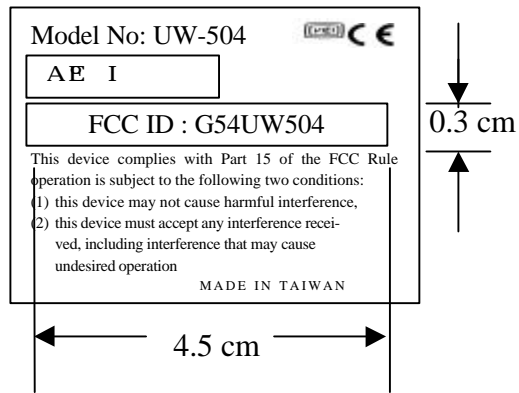 Model No: UW-504 CE
AE I
FCC ID : G54UW504
0.3 cm
This device complies with Part 15 of the FCC Rule
operation is subject to the following two conditions:
(1) this device may not cause harmful interference,
(2) this device must accept any interference recei-
ved, including interference that may cause
undesired operation
MADE IN TAIWAN
4.5 cm